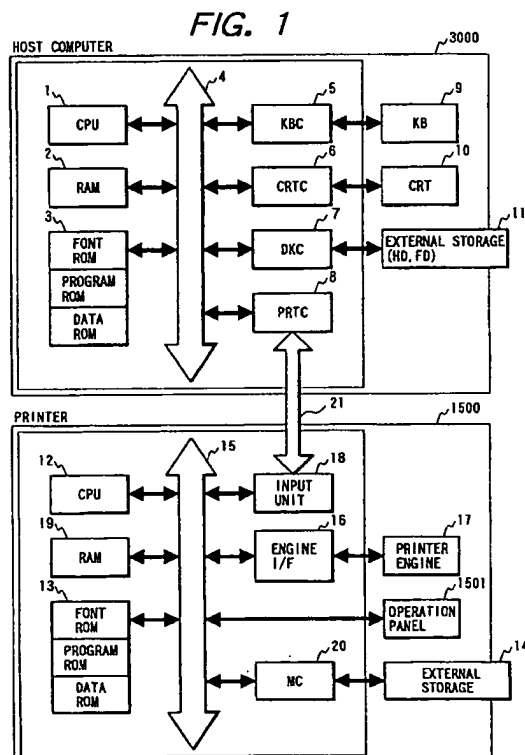 FIG. 1
HOST COMPUTER
3000
4
1
CPU
5
KBC
9
KB
2
RAM
6
CRTC
10
CRT
3
FONT
ROM
PROGRAM
ROM
DATA
ROM
7
DKC
11
EXTERNAL STORAGE
(HD, FD)
8
PRTC
21
PRINTER
1500
15
12
CPU
18
INPUT
UNIT
19
RAM
16
ENGINE
I/F
17
PRINTER
ENGINE
13
FONT
ROM
PROGRAM
ROM
DATA
ROM
1501
OPERATION
PANEL
20
MC
14
EXTERNAL
STORAGE